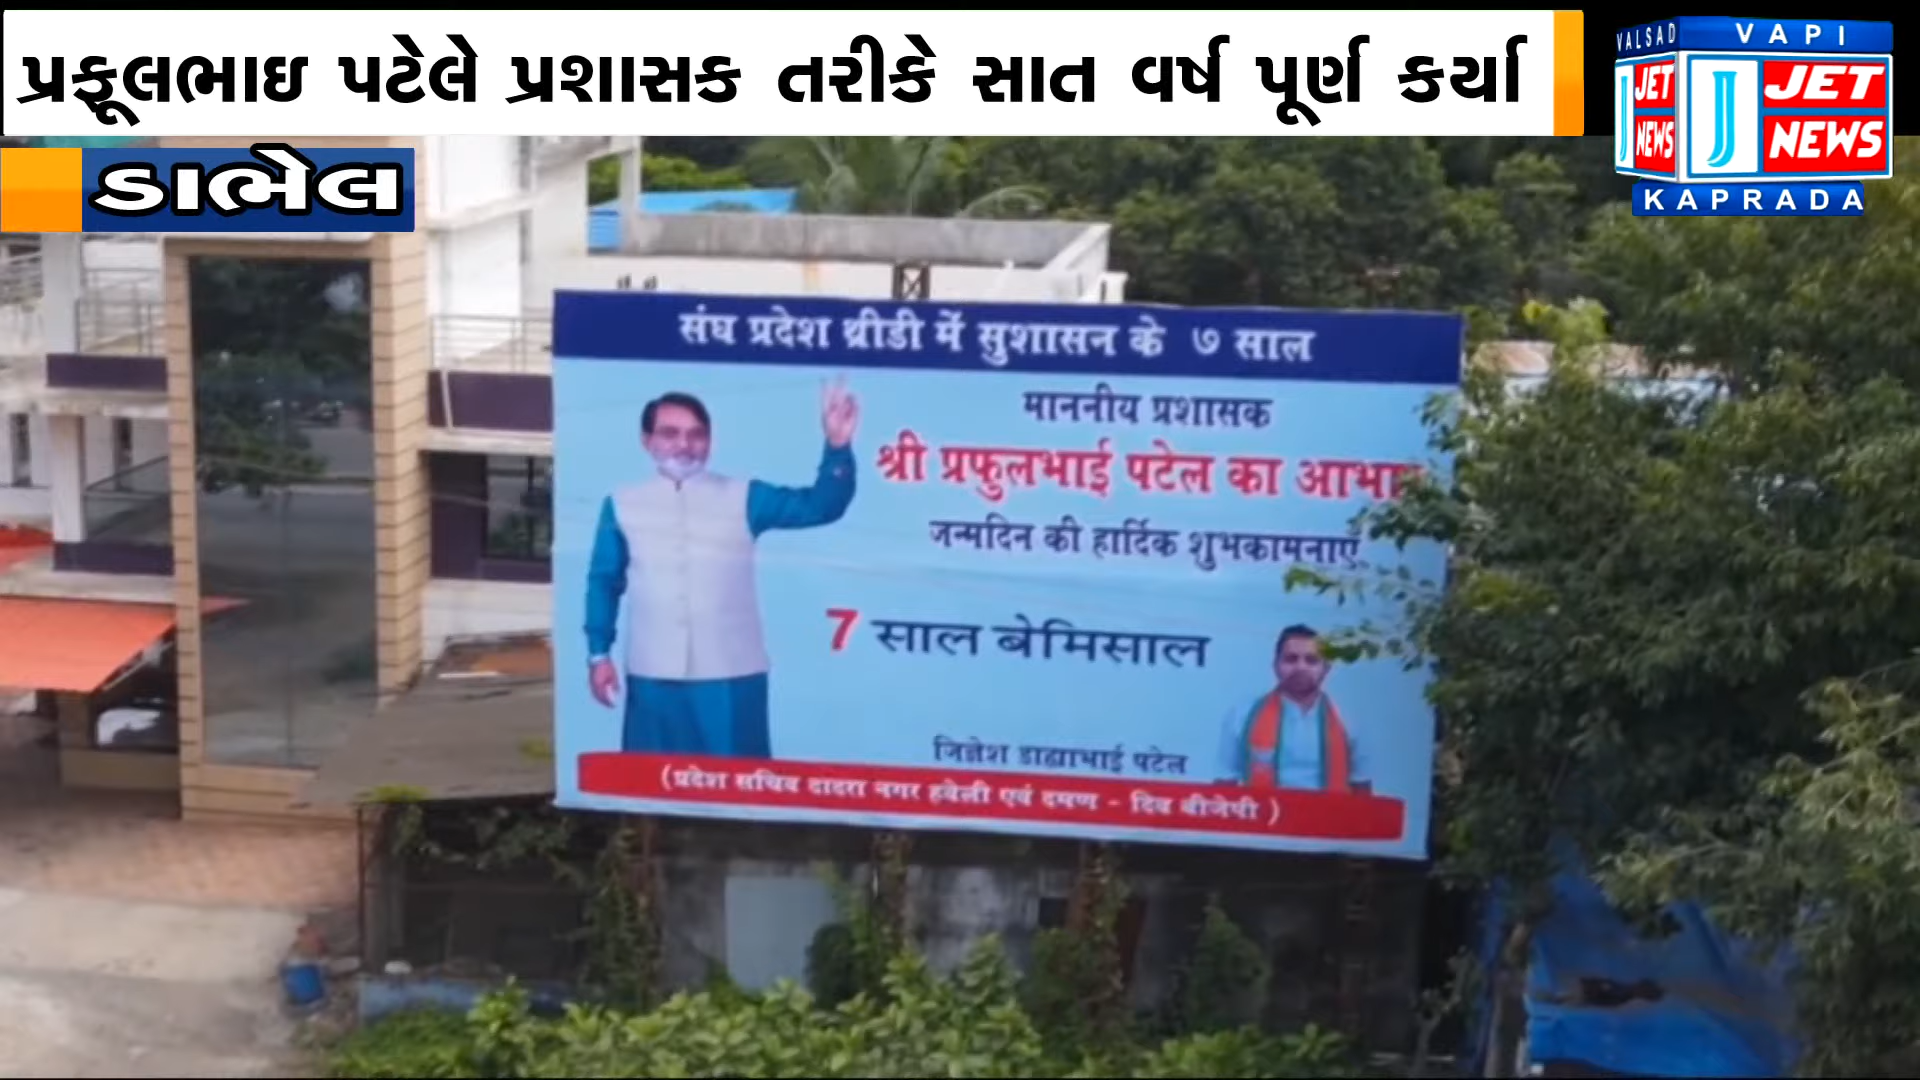 પ્રફૂલભાઇ પટેલે પ્રશાસક તરીકે સાત વર્ષ પૂર્ણ કર્યા
ડાભેલ
VALSAD
VAPI
JET
NEWS
J
JET
NEWS
KAPRADA
संघ प्रदेश थ्रीडी में सुशासन के ७ साल
माननीय प्रशासक
श्री प्रफुलभाई पटेल का
जन्मदिन की हार्दिक शुभकामनाएं
7 साल बेमिसाल
जिज्ञेश डाह्याभाई पटेल
(प्रदेश सचिव दादरा नगर हवेली एवं दमण - दिव बीजेपी )